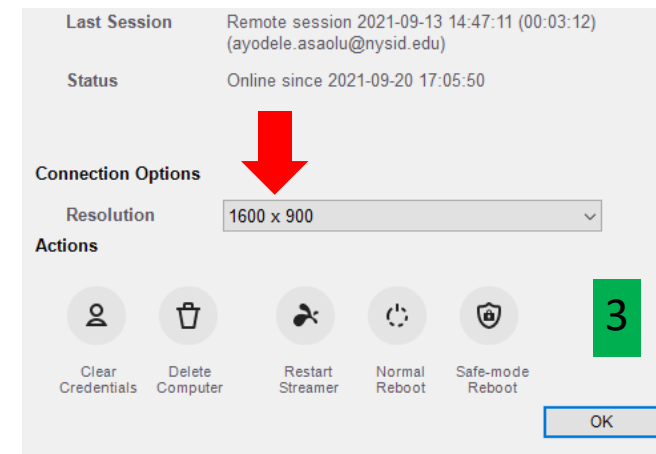 Last Session Remote session 2021-09-13 14:47:11 (00:03:12)
(ayodele.asaolu@nysid.edu)
Status Online since 2021-09-20 17:05:50
Connection Options
Resolution 1600 x 900
Actions
3
Clear Delete Restart Normal Safe-mode
Credentials Computer Streamer Reboot Reboot
OK